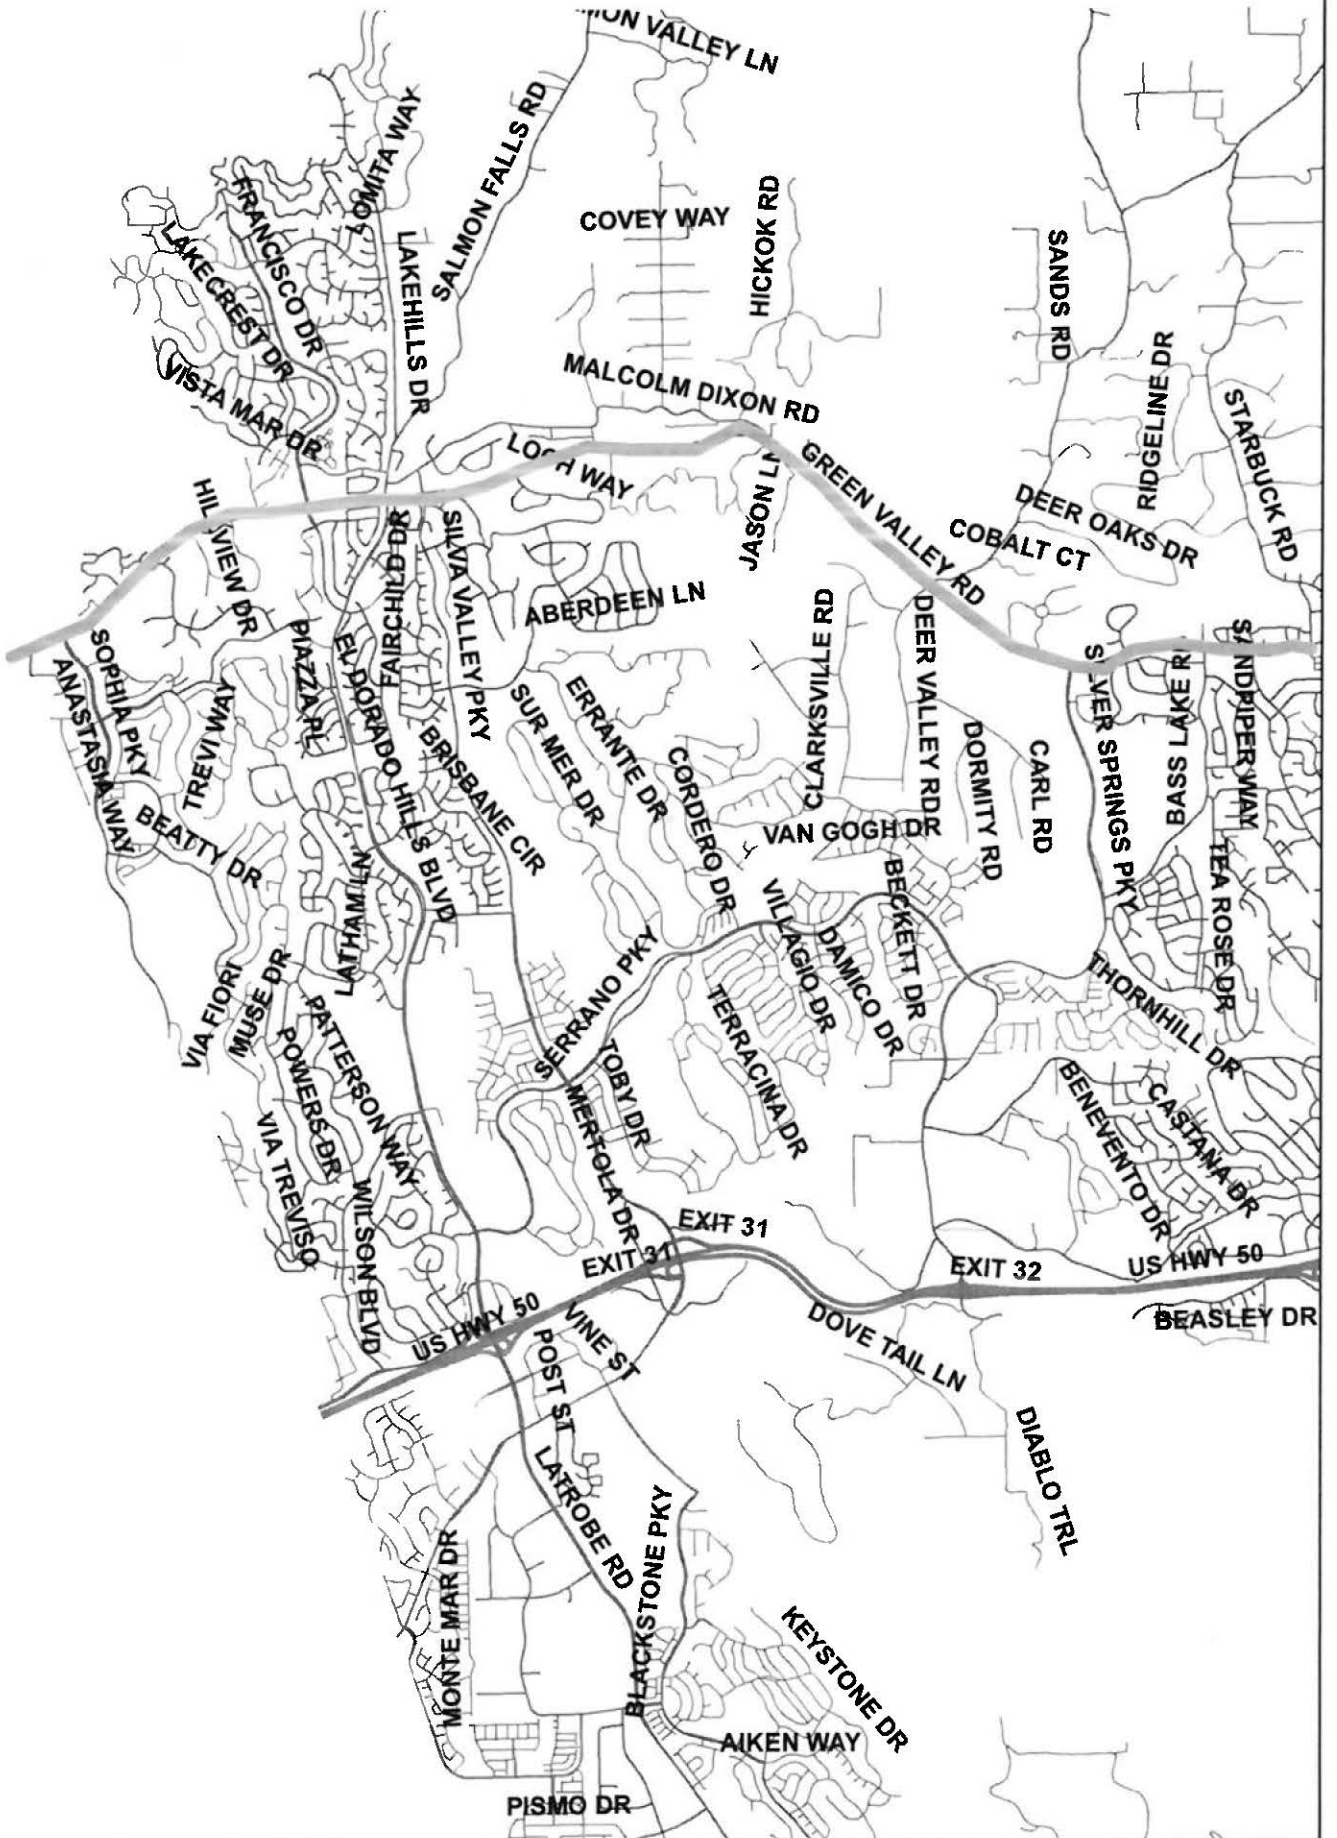 VALLEY LN
LOMITA WAY
SALMON FALLS RD
FRANCISCO DR
COVEY WAY
HICKOK RD
LAKECREST DR
LAKEHILLS DR
SANDS RD
VISTA MAR DR
MALCOLM DIXON RD
RIDGELINE DR
STARBUCK RD
LOCH WAY
JASON LN
GREEN VALLEY RD
DEER OAKS DR
COBALT CT
HILLVIEW DR
FAIRCHILD DR
SILVA VALLEY PKY
ABERDEEN LN
CLARKSVILLE RD
DEER VALLEY RD
SOPHIA PKY
ANASTASIA WAY
PIAZZA PL
EL DORADO HILLS BLVD
TREVI WAY
BRISBANE CIR
SUR MER DR
ERRANTE DR
CORDERO DR
DORMITY RD
CARL RD
SILVER SPRINGS PKY
BASS LAKE RD
SANDPIPER WAY
BEATTY DR
VAN GOGH DR
TEA ROSE DR
LATHAM LN
BECKETT DR
VILLAGIO DR
DAMICO DR
VIA FIORI
MUSE DR
SERRANO PKY
TERRACINA DR
THORNHILL DR
PATTERSON WAY
POWERS DR
TOBY DR
MERTOLA DR
BENEVENTO DR
CASTANA DR
VIA TREVISO
WILSON BLVD
EXIT 31
EXIT 31
EXIT 32
US HWY 50
US HWY 50
VINE ST
POST ST
DOVE TAIL LN
BEASLEY DR
DIABLO TRL
LATROBE RD
MONTE MAR DR
BLACKSTONE PKY
KEYSTONE DR
AIKEN WAY
PISMO DR